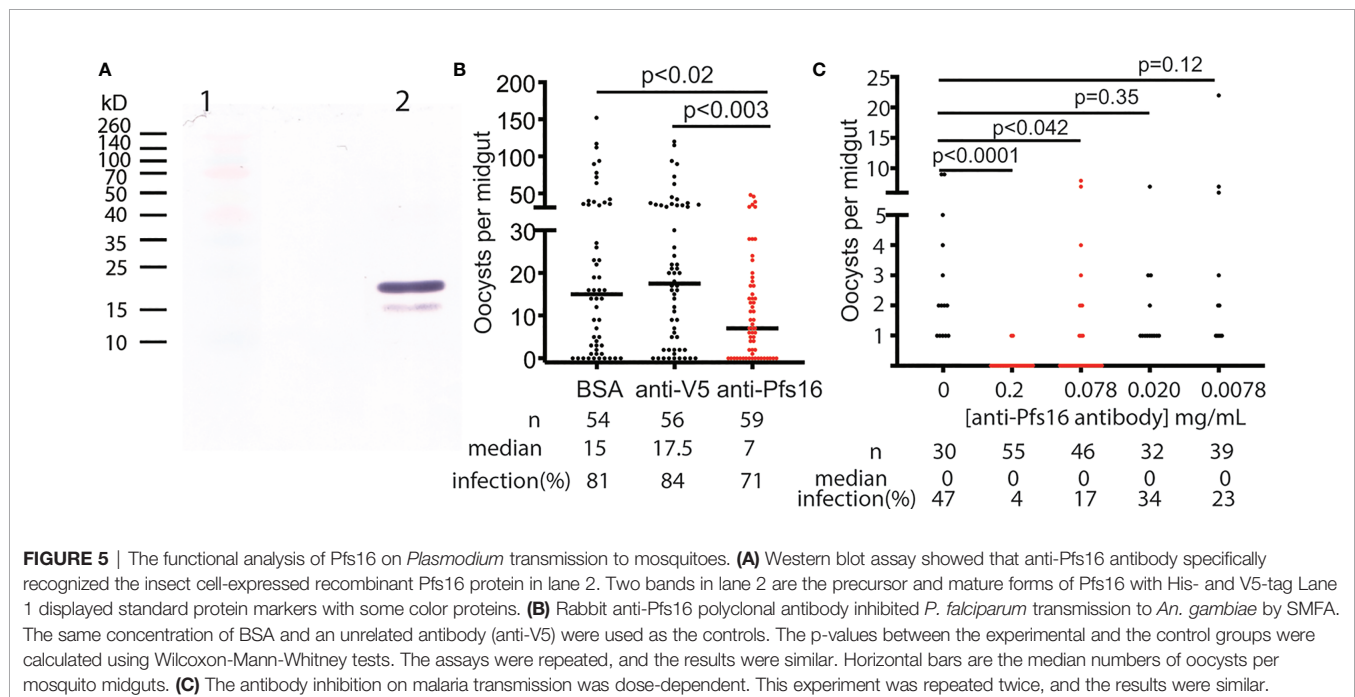 A
kD
1
2
260
140
100
70
50
40
35
25
15
10
B
Oocysts per midgut
200
150
100
50
30
20
10
0
p<0.02
p<0.003
BSA anti-V5 anti-Pfs16
n 54 56 59
median 15 17.5 7
infection(%) 81 84 71
C
Oocysts per midgut
25
20
15
10
5
4
3
2
1
p=0.12
p=0.35
p<0.042
p<0.0001
0 0.2 0.078 0.020 0.0078
[anti-Pfs16 antibody] mg/mL
n 30 55 46 32 39
median 0 0 0 0 0
infection(%) 47 4 17 34 23
FIGURE 5 | The functional analysis of Pfs16 on Plasmodium transmission to mosquitoes. (A) Western blot assay showed that anti-Pfs16 antibody specifically
recognized the insect cell-expressed recombinant Pfs16 protein in lane 2. Two bands in lane 2 are the precursor and mature forms of Pfs16 with His- and V5-tag Lane
1 displayed standard protein markers with some color proteins. (B) Rabbit anti-Pfs16 polyclonal antibody inhibited P. falciparum transmission to An. gambiae by SMFA.
The same concentration of BSA and an unrelated antibody (anti-V5) were used as the controls. The p-values between the experimental and the control groups were
calculated using Wilcoxon-Mann-Whitney tests. The assays were repeated, and the results were similar. Horizontal bars are the median numbers of oocysts per
mosquito midguts. (C) The antibody inhibition on malaria transmission was dose-dependent. This experiment was repeated twice, and the results were similar.